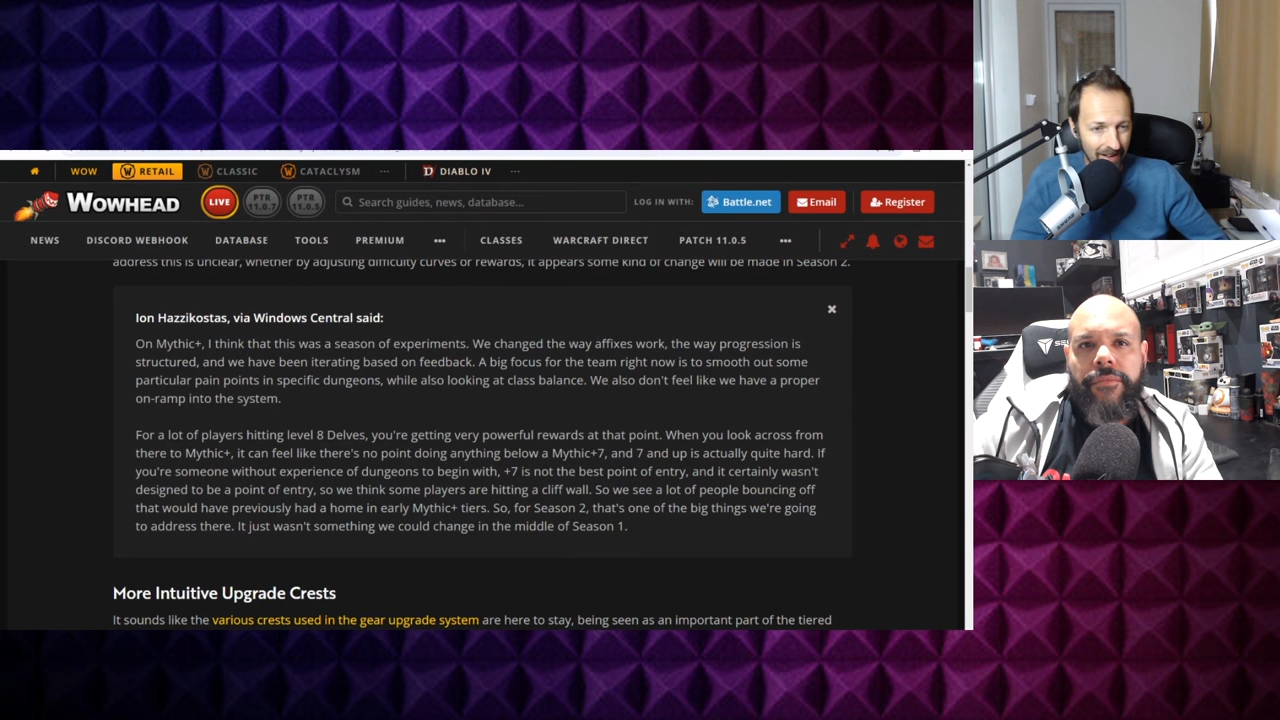 WOW
RETAIL
CLASSIC
CATACLYSM
DIABLO IV
WOWHEAD
LIVE
PTR 11.0.7
PTR 11.0.5
Search guides, news, database...
LOG IN WITH:
Battle.net
Email
Register
NEWS
DISCORD WEBHOOK
DATABASE
TOOLS
PREMIUM
CLASSES
WARCRAFT DIRECT
PATCH 11.0.5
address this is unclear, whether by adjusting difficulty curves or rewards, it appears some kind of change will be made in Season 2.
Ion Hazzikostas, via Windows Central said:
On Mythic+, I think that this was a season of experiments. We changed the way affixes work, the way progression is
structured, and we have been iterating based on feedback. A big focus for the team right now is to smooth out some
particular pain points in specific dungeons, while also looking at class balance. We also don't feel like we have a proper
on-ramp into the system.
For a lot of players hitting level 8 Delves, you're getting very powerful rewards at that point. When you look across from
there to Mythic+, it can feel like there's no point doing anything below a Mythic+7, and 7 and up is actually quite hard. If
you're someone without experience of dungeons to begin with, +7 is not the best point of entry, and it certainly wasn't
designed to be a point of entry, so we think some players are hitting a cliff wall. So we see a lot of people bouncing off
that would have previously had a home in early Mythic+ tiers. So, for Season 2, that's one of the big things we're going
to address there. It just wasn't something we could change in the middle of Season 1.
More Intuitive Upgrade Crests
It sounds like the various crests used in the gear upgrade system are here to stay, being seen as an important part of the tiered